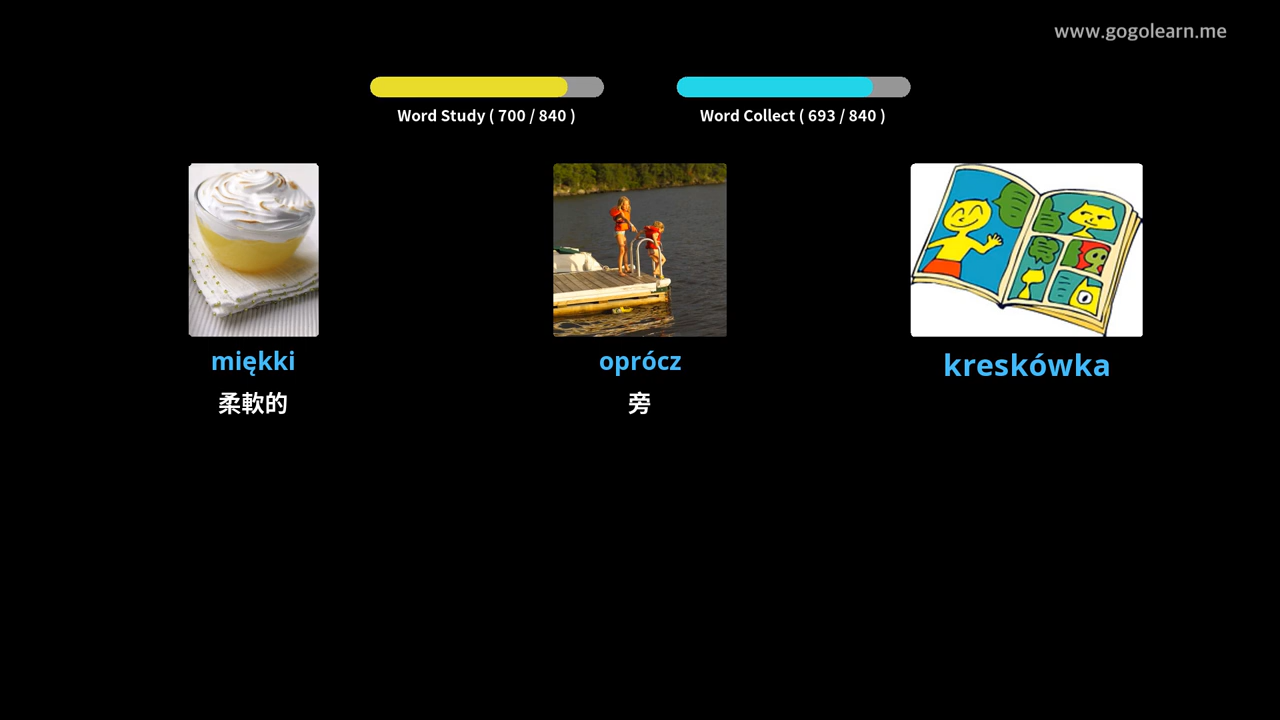 www.gogolearn.me
Word Study ( 700 / 840 )
Word Collect ( 693 / 840 )
miękki
柔軟的
oprócz
旁
kreskówka